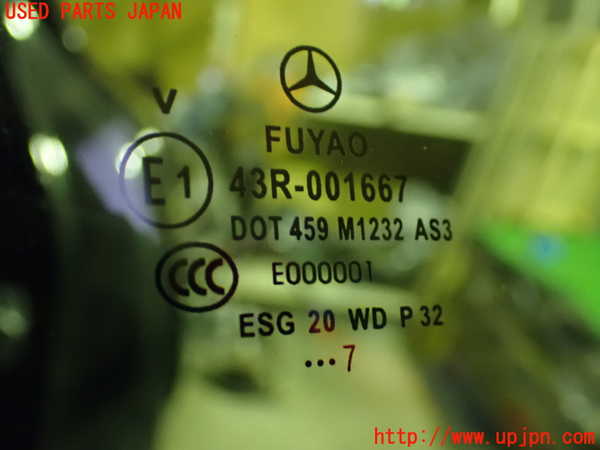 USED PARTS JAPAN
V
FUYAO
E1
43R-001667
DOT 459 M1232 AS3
CCC
E000001
ESG 20 WD P 32
...7
http://www.upjpn.com/